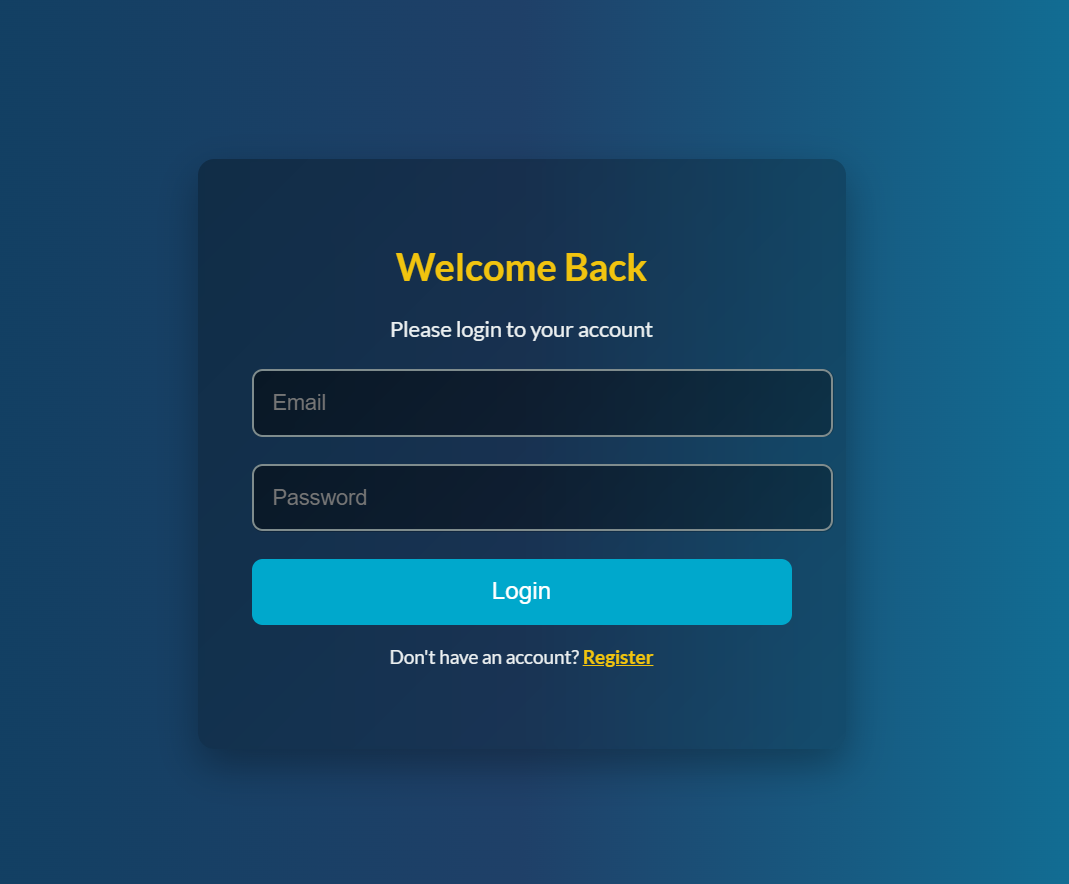 Welcome Back
Please login to your account
Email
Password
Login
Don't have an account? Register